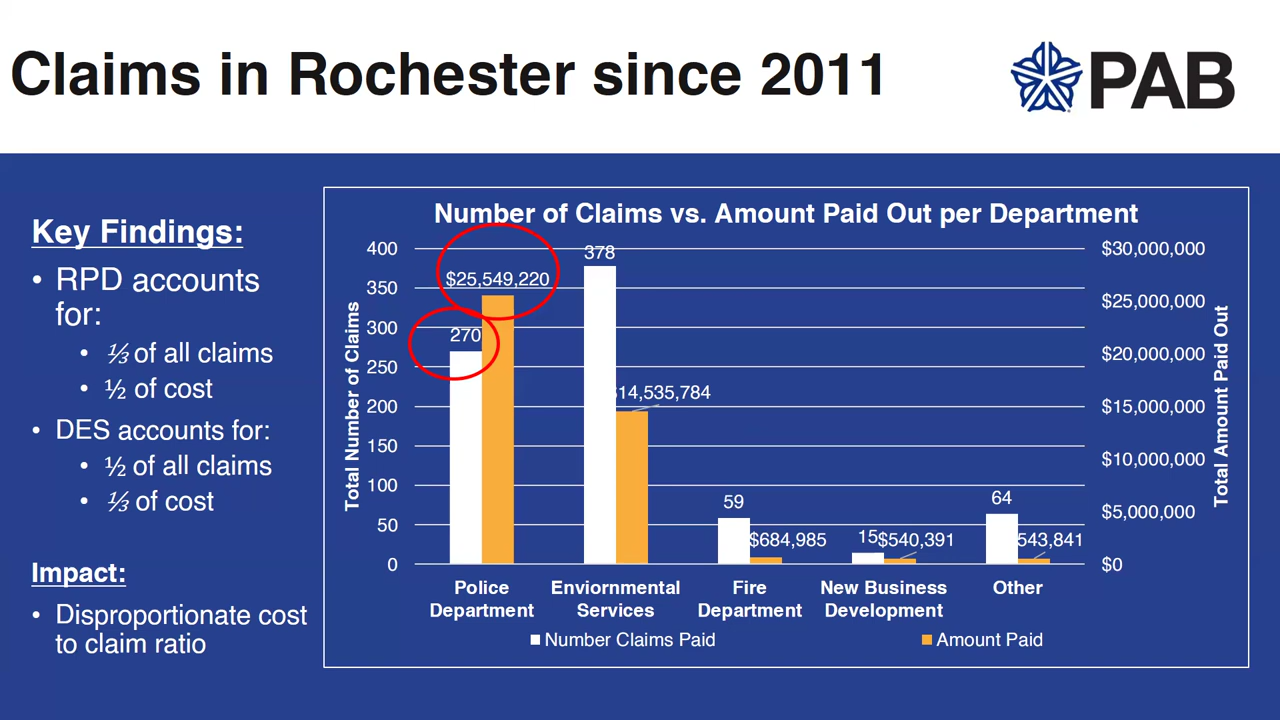 Claims in Rochester since 2011
PAB
Key Findings:
• RPD accounts
for:
• ⅓ of all claims
• ½ of cost
• DES accounts for:
• ½ of all claims
• ⅓ of cost
Impact:
• Disproportionate cost
to claim ratio
Number of Claims vs. Amount Paid Out per Department
Total Number of Claims
400
350
300
250
200
150
100
50
0
$25,549,220
270
378
14,535,784
59
$684,985
15
$540,391
64
543,841
$30,000,000
$25,000,000
$20,000,000
$15,000,000
$10,000,000
$5,000,000
$0
Total Amount Paid Out
Police
Department
Enviornmental
Services
Fire
Department
New Business
Development
Other
Number Claims Paid
Amount Paid